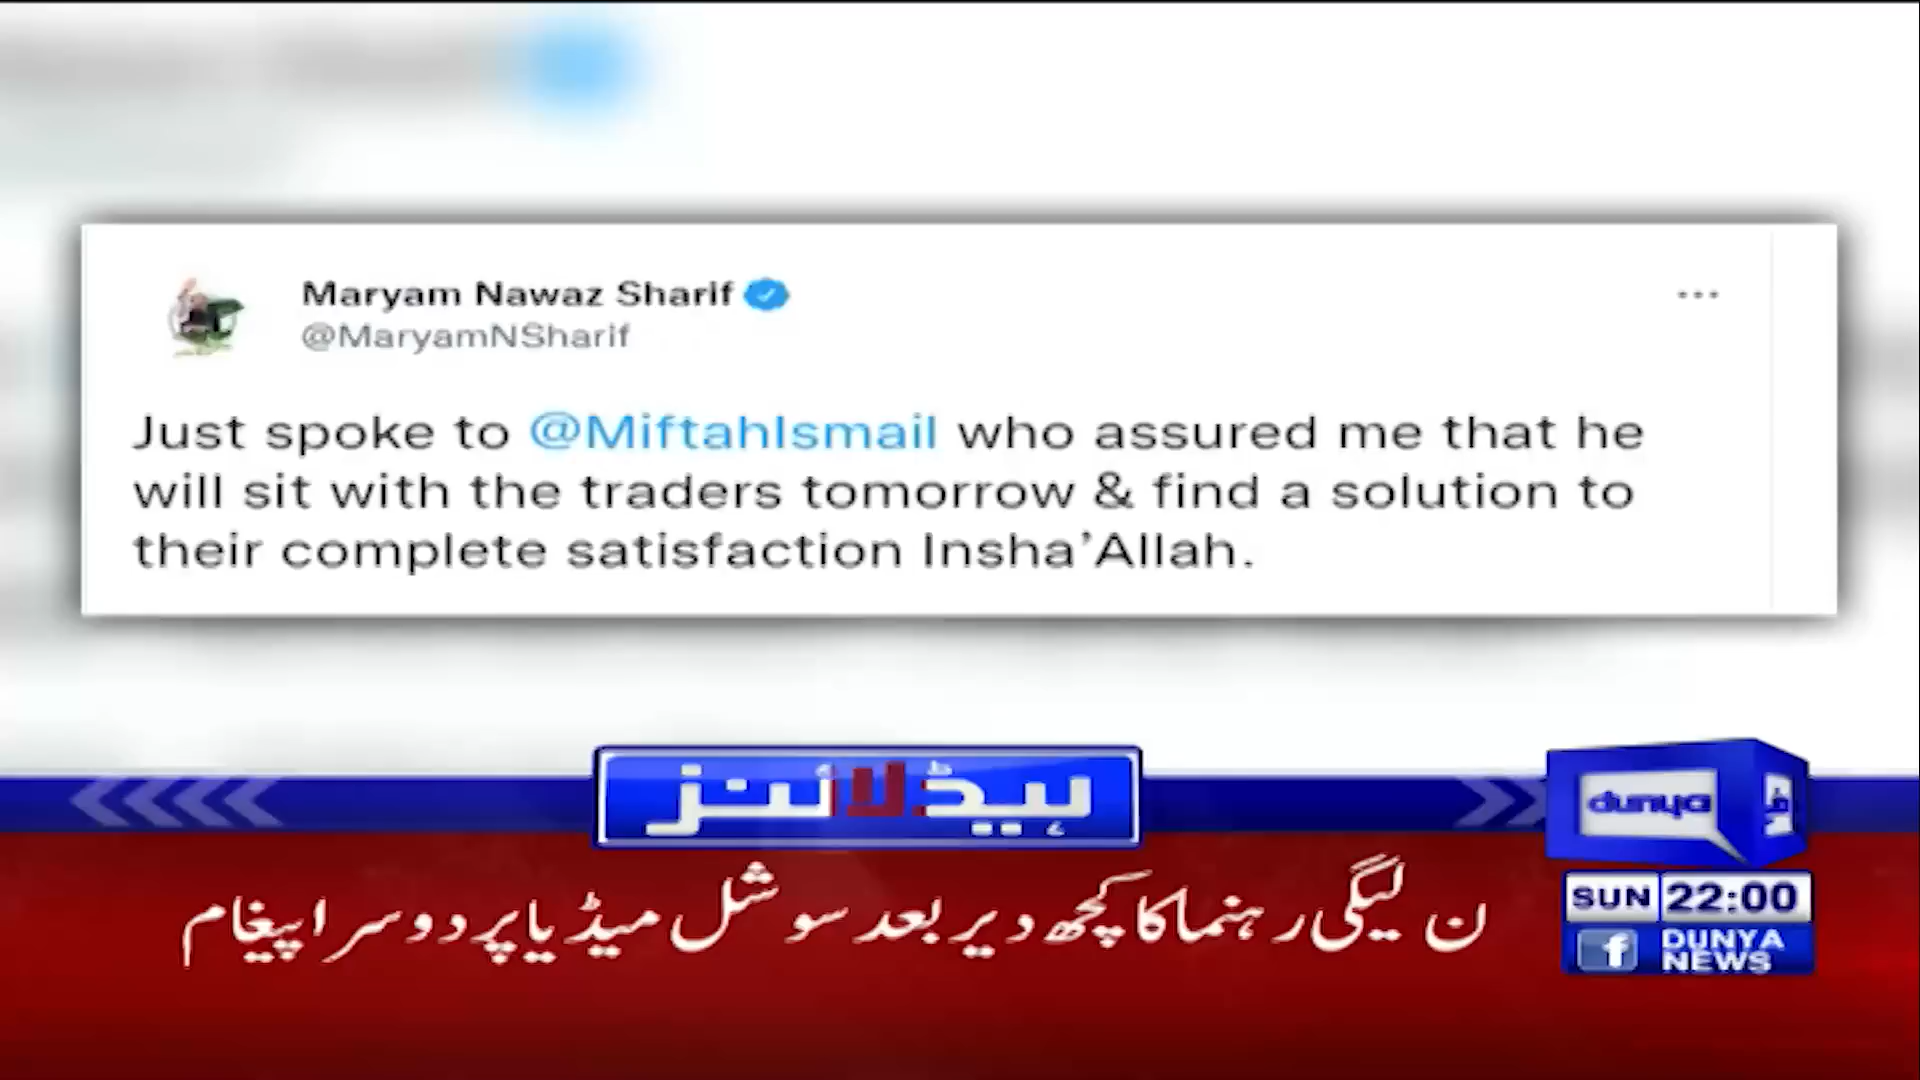 Maryam Nawaz Sharif
@MaryamNSharif
Just spoke to @MiftahIsmail who assured me that he
will sit with the traders tomorrow & find a solution to
their complete satisfaction Insha'Allah.
ہیڈلائنز
dunya
ن لیگی رہنما کا کچھ دیر بعد سوشل میڈیا پر دوسرا پیغام
SUN 22:00
DUNYA
NEWS